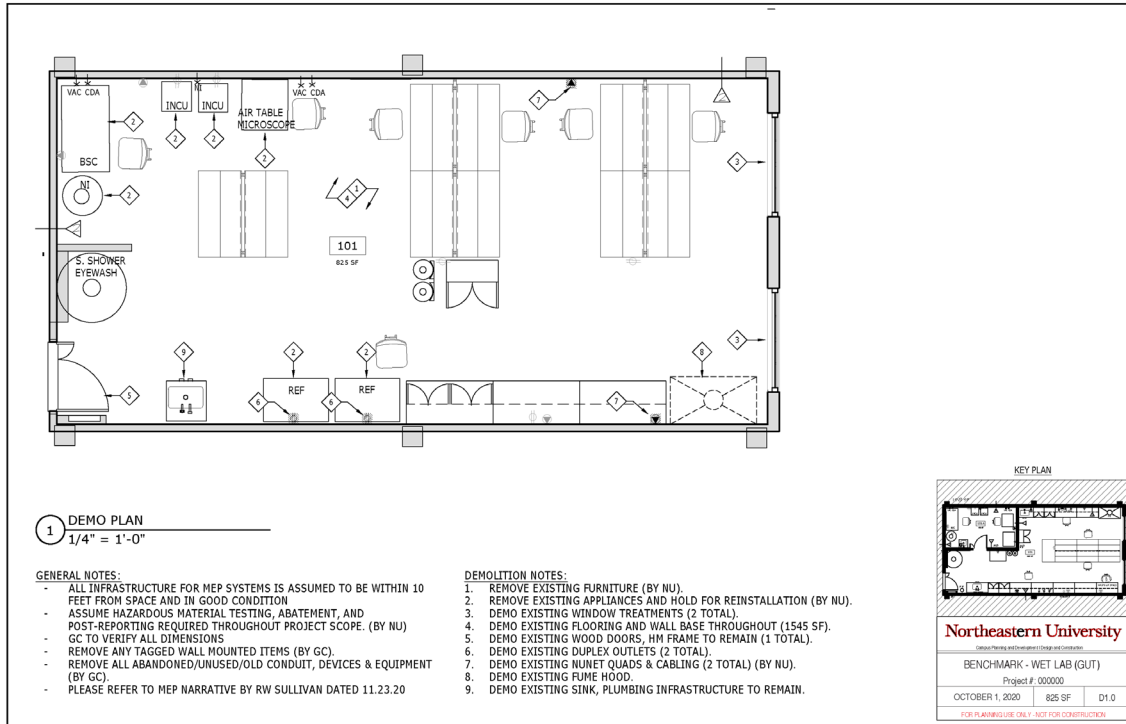 VAC CDA
INCU
NI
INCU
AIR TABLE
MICROSCOPE
VAC CDA
7
2
2
2
2
BSC
NI
2
3
1
4
101
825 SF
S. SHOWER
EYEWASH
9
2
2
8
3
REF
REF
5
6
6
7
KEY PLAN
1
DEMO PLAN
1/4" = 1'-0"
GENERAL NOTES:
- ALL INFRASTRUCTURE FOR MEP SYSTEMS IS ASSUMED TO BE WITHIN 10
FEET FROM SPACE AND IN GOOD CONDITION
- ASSUME HAZARDOUS MATERIAL TESTING, ABATEMENT, AND
POST-REPORTING REQUIRED THROUGHOUT PROJECT SCOPE. (BY NU)
- GC TO VERIFY ALL DIMENSIONS
- REMOVE ANY TAGGED WALL MOUNTED ITEMS (BY GC).
- REMOVE ALL ABANDONED/UNUSED/OLD CONDUIT, DEVICES & EQUIPMENT
(BY GC).
- PLEASE REFER TO MEP NARRATIVE BY RW SULLIVAN DATED 11.23.20
DEMOLITION NOTES:
1. REMOVE EXISTING FURNITURE (BY NU).
2. REMOVE EXISTING APPLIANCES AND HOLD FOR REINSTALLATION (BY NU).
3. DEMO EXISTING WINDOW TREATMENTS (2 TOTAL).
4. DEMO EXISTING FLOORING AND WALL BASE THROUGHOUT (1545 SF).
5. DEMO EXISTING WOOD DOORS, HM FRAME TO REMAIN (1 TOTAL).
6. DEMO EXISTING DUPLEX OUTLETS (2 TOTAL).
7. DEMO EXISTING NUNET QUADS & CABLING (2 TOTAL) (BY NU).
8. DEMO EXISTING FUME HOOD.
9. DEMO EXISTING SINK, PLUMBING INFRASTRUCTURE TO REMAIN.
Northeastern University
Campus Planning and Development | Design and Construction
BENCHMARK - WET LAB (GUT)
Project #: 000000
OCTOBER 1, 2020
825 SF
D1.0
FOR PLANNING USE ONLY - NOT FOR CONSTRUCTION